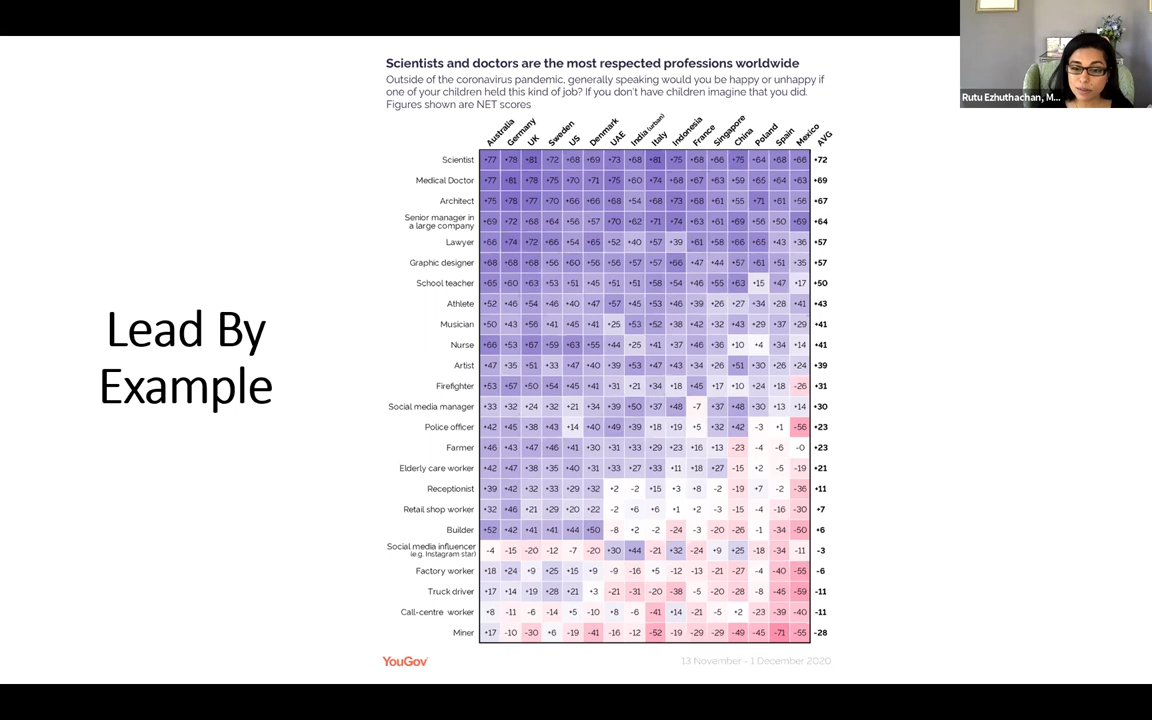 Scientists and doctors are the most respected professions worldwide
Outside of the coronavirus pandemic, generally speaking would you be happy or unhappy if
one of your children held this kind of job? If you don't have children imagine that you did.
Figures shown are NET scores
Rutu Ezhuthachan, M...
Australia Germany UK Sweden US Denmark UAE India (urban) Italy Indonesia France Singapore China Poland Spain Mexico AVG
Scientist +77 +78 +81 +72 +68 +69 +73 +68 +81 +75 +68 +66 +75 +64 +68 +66 +72
Medical Doctor +77 +81 +78 +75 +70 +71 +75 +60 +74 +68 +67 +63 +59 +65 +64 +63 +69
Architect +75 +78 +77 +70 +66 +66 +68 +54 +68 +73 +68 +61 +55 +71 +61 +56 +67
Senior manager in
a large company +69 +72 +68 +64 +56 +57 +70 +62 +71 +74 +63 +61 +69 +56 +50 +69 +64
Lawyer +66 +74 +72 +66 +54 +65 +52 +40 +57 +39 +61 +58 +66 +65 +43 +36 +57
Graphic designer +68 +68 +68 +56 +60 +56 +56 +57 +57 +66 +47 +44 +57 +61 +51 +35 +57
School teacher +65 +60 +63 +53 +51 +45 +51 +51 +58 +54 +46 +55 +63 +15 +47 +17 +50
Athlete +52 +46 +54 +46 +40 +47 +57 +45 +53 +46 +39 +26 +27 +34 +28 +41 +43
Musician +50 +43 +56 +41 +45 +41 +25 +53 +52 +38 +42 +32 +43 +29 +37 +29 +41
Nurse +66 +53 +67 +59 +63 +55 +44 +25 +41 +37 +46 +36 +10 +4 +34 +14 +41
Artist +47 +35 +51 +33 +47 +40 +39 +53 +47 +43 +34 +26 +51 +30 +26 +24 +39
Firefighter +53 +57 +50 +54 +45 +41 +31 +21 +34 +18 +45 +17 +10 +24 +18 -26 +31
Social media manager +33 +32 +24 +32 +21 +34 +39 +50 +37 +48 -7 +37 +48 +30 +13 +14 +30
Police officer +42 +45 +38 +43 +14 +40 +49 +39 +18 +19 +5 +32 +42 -3 +1 -56 +23
Farmer +46 +43 +47 +46 +41 +30 +31 +33 +29 +23 +16 +13 -23 -4 -6 -0 +23
Elderly care worker +42 +47 +38 +35 +40 +31 +33 +27 +33 +11 +18 +27 -15 +2 -5 -19 +21
Receptionist +39 +42 +32 +33 +29 +32 +2 -2 +15 +3 +8 -2 -19 +7 -2 -36 +11
Retail shop worker +32 +46 +21 +29 +20 +22 -2 +6 +6 +1 +2 -3 -15 -4 -16 -30 +7
Builder +52 +42 +41 +41 +44 +50 -8 +2 -2 -24 -3 -20 -26 -1 -34 -50 +6
Social media influencer
(e.g. Instagram star) -4 -15 -20 -12 -7 -20 +30 +44 -21 +32 -24 +9 +25 -18 -34 -11 -3
Factory worker +18 +24 +9 +25 +15 +9 -9 -16 +5 -12 -13 -21 -27 -4 -40 -55 -6
Truck driver +17 +14 +19 +28 +21 +3 -21 -31 -20 -38 -5 -20 -28 -8 -45 -59 -11
Call-centre worker +8 -11 -6 -14 +5 -10 +8 -6 -41 +14 -21 -5 +2 -23 -39 -40 -11
Miner +17 -10 -30 +6 -19 -41 -16 -12 -52 -19 -29 -29 -49 -45 -71 -55 -28
Lead By
Example
YouGov
13 November - 1 December 2020